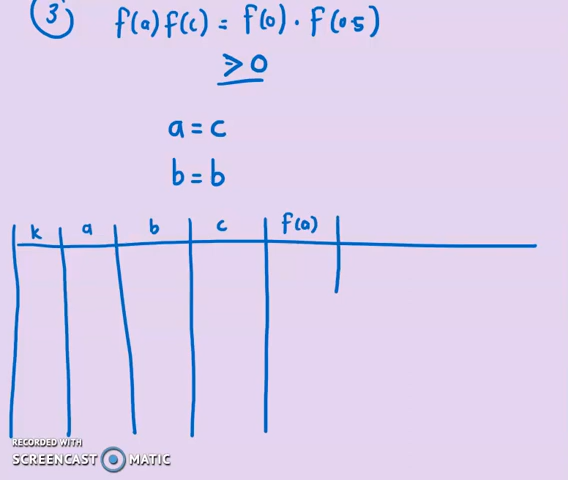 ③ f(a)f(c) = f(0) · f(0.5)
≥ 0
a = c
b = b
k a b c f(a)
RECORDED WITH
SCREENCAST MATIC